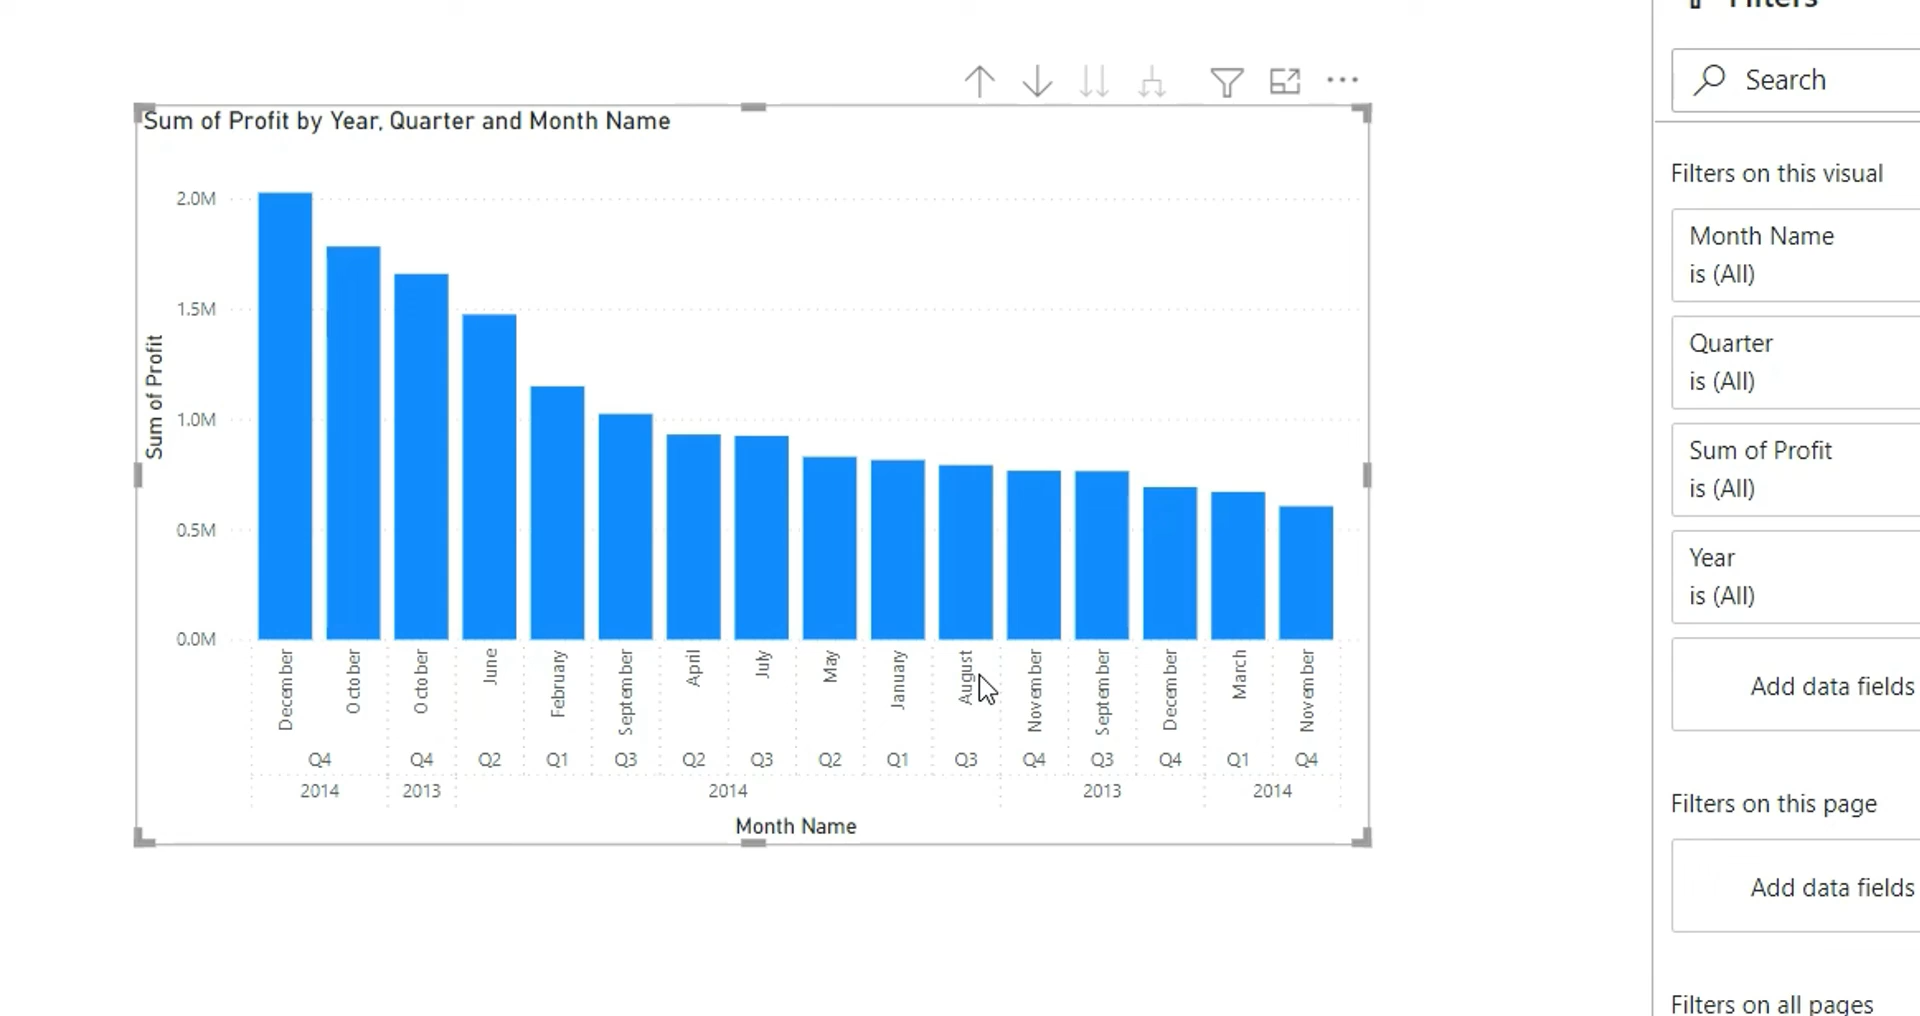 Filters
Search
Sum of Profit by Year, Quarter and Month Name
Filters on this visual
Month Name
is (All)
Quarter
is (All)
Sum of Profit
is (All)
Year
is (All)
Add data fields
Filters on this page
Add data fields
Filters on all pages
2.0M
1.5M
1.0M
0.5M
0.0M
Sum of Profit
December October October June February September April July May January August November September December March November
Q4 Q4 Q2 Q1 Q3 Q2 Q3 Q2 Q1 Q3 Q4 Q3 Q4 Q1 Q4
2014 2013 2014 2013 2014
Month Name